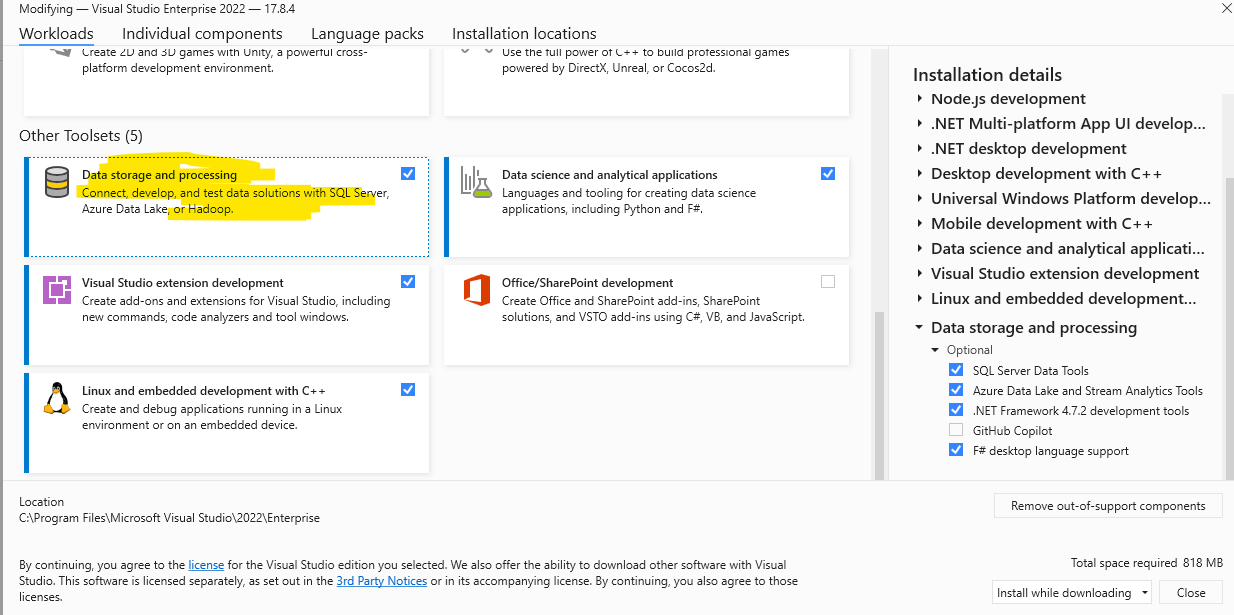 Modifying — Visual Studio Enterprise 2022 — 17.8.4
Workloads
Individual components
Language packs
Installation locations
Create 2D and 3D games with Unity, a powerful cross-
platform development environment.
Use the full power of C++ to build professional games
powered by DirectX, Unreal, or Cocos2d.
Other Toolsets (5)
Data storage and processing
Connect, develop, and test data solutions with SQL Server,
Azure Data Lake, or Hadoop.
Data science and analytical applications
Languages and tooling for creating data science
applications, including Python and F#.
Visual Studio extension development
Create add-ons and extensions for Visual Studio, including
new commands, code analyzers and tool windows.
Office/SharePoint development
Create Office and SharePoint add-ins, SharePoint
solutions, and VSTO add-ins using C#, VB, and JavaScript.
Linux and embedded development with C++
Create and debug applications running in a Linux
environment or on an embedded device.
Installation details
Node.js development
.NET Multi-platform App UI develop...
.NET desktop development
Desktop development with C++
Universal Windows Platform develop...
Mobile development with C++
Data science and analytical applicati...
Visual Studio extension development
Linux and embedded development...
Data storage and processing
Optional
SQL Server Data Tools
Azure Data Lake and Stream Analytics Tools
.NET Framework 4.7.2 development tools
GitHub Copilot
F# desktop language support
Location
C:\Program Files\Microsoft Visual Studio\2022\Enterprise
Remove out-of-support components
By continuing, you agree to the license for the Visual Studio edition you selected. We also offer the ability to download other software with Visual
Studio. This software is licensed separately, as set out in the 3rd Party Notices or in its accompanying license. By continuing, you also agree to those
licenses.
Total space required 818 MB
Install while downloading
Close